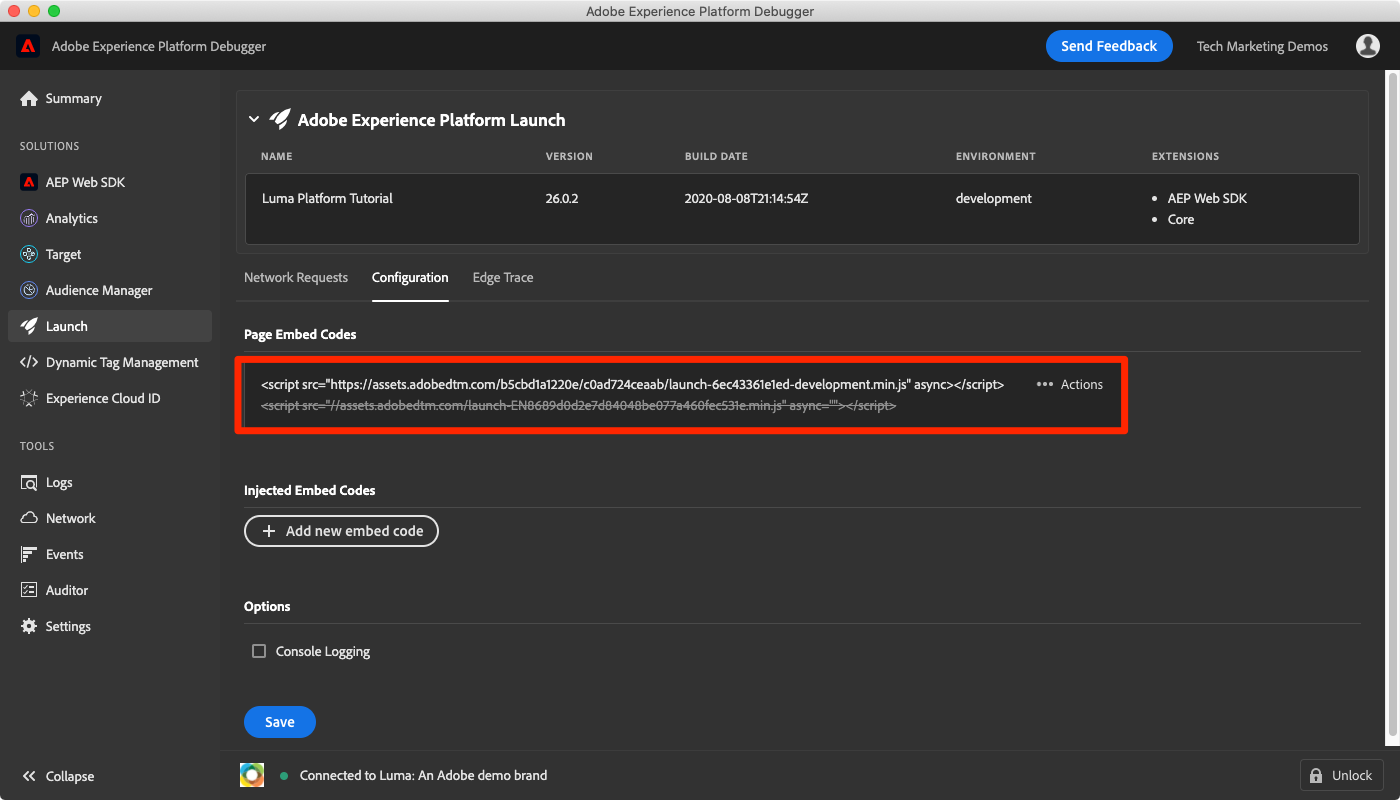 Adobe Experience Platform Debugger
Adobe Experience Platform Debugger
Send Feedback
Tech Marketing Demos
Summary
SOLUTIONS
AEP Web SDK
Analytics
Target
Audience Manager
Launch
Dynamic Tag Management
Experience Cloud ID
TOOLS
Logs
Network
Events
Auditor
Settings
Collapse
Adobe Experience Platform Launch
NAME VERSION BUILD DATE ENVIRONMENT EXTENSIONS
Luma Platform Tutorial 26.0.2 2020-08-08T21:14:54Z development • AEP Web SDK
• Core
Network Requests Configuration Edge Trace
Page Embed Codes
<script src="https://assets.adobedtm.com/b5cbd1a1220e/c0ad724ceaab/launch-6ec43361e1ed-development.min.js" async></script> ••• Actions
<script src="//assets.adobedtm.com/launch-EN8689d0d2e7d84048be077a460fec531e.min.js" async=""></script>
Injected Embed Codes
+ Add new embed code
Options
Console Logging
Save
Connected to Luma: An Adobe demo brand
Unlock